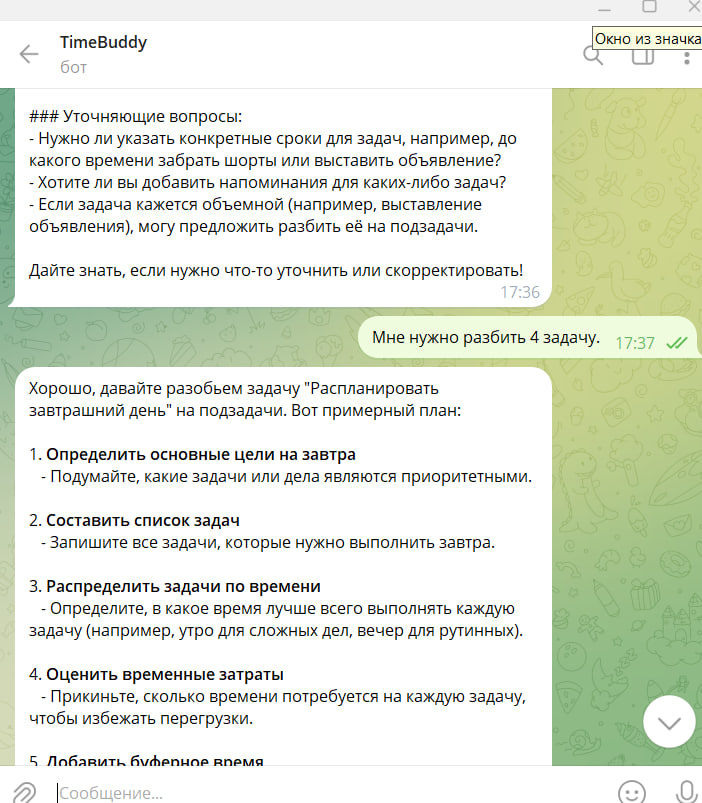 TimeBuddy
Окно из значка
бот
### Уточняющие вопросы:
- Нужно ли указать конкретные сроки для задач, например, до
какого времени забрать шорты или выставить объявление?
- Хотите ли вы добавить напоминания для каких-либо задач?
- Если задача кажется объемной (например, выставление
объявления), могу предложить разбить её на подзадачи.
Дайте знать, если нужно что-то уточнить или скорректировать!
17:36
Мне нужно разбить 4 задачу. 17:37
Хорошо, давайте разобьем задачу "Распланировать
завтрашний день" на подзадачи. Вот примерный план:
1. Определить основные цели на завтра
- Подумайте, какие задачи или дела являются приоритетными.
2. Составить список задач
- Запишите все задачи, которые нужно выполнить завтра.
3. Распределить задачи по времени
- Определите, в какое время лучше всего выполнять каждую
задачу (например, утро для сложных дел, вечер для рутинных).
4. Оценить временные затраты
- Прикиньте, сколько времени потребуется на каждую задачу,
чтобы избежать перегрузки.
5. Добавить буферное время
Сообщение...